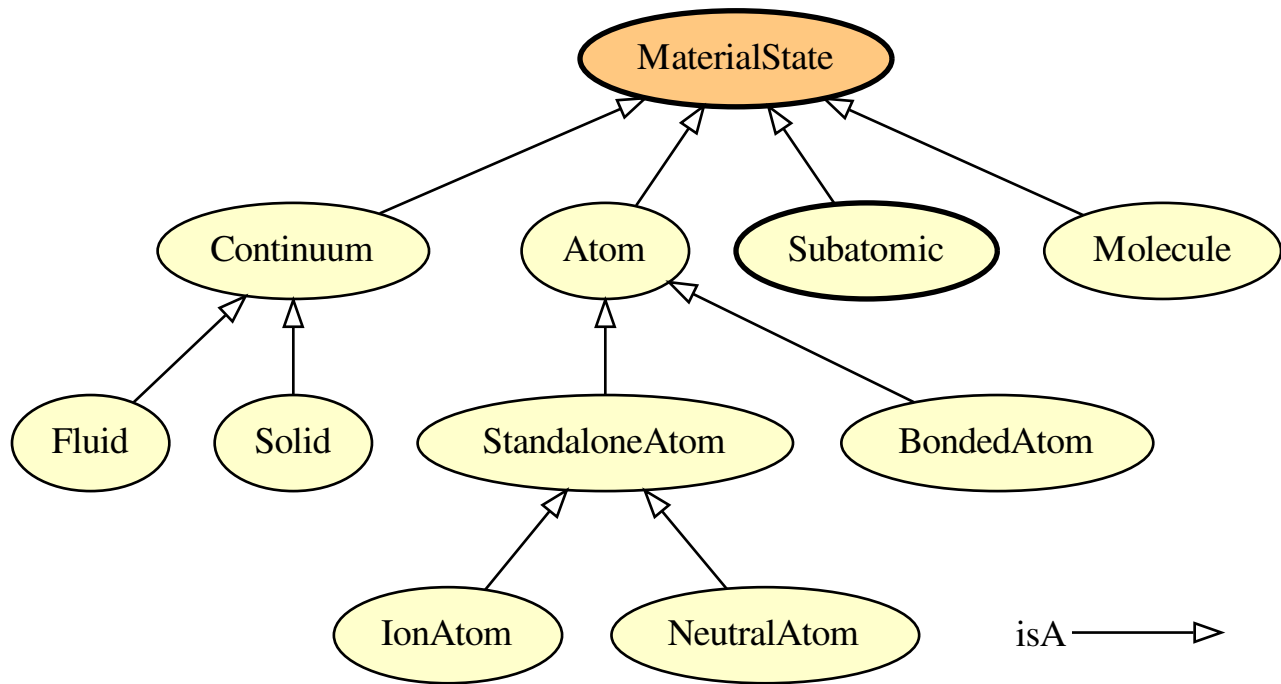 MaterialState
Continuum
Atom
Subatomic
Molecule
Fluid
Solid
StandaloneAtom
BondedAtom
IonAtom
NeutralAtom
isA